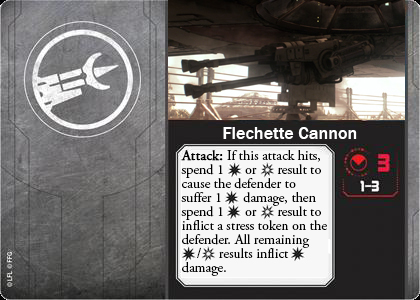 Flechette Cannon
Attack: If this attack hits,
spend 1 or result to
cause the defender to
suffer 1 damage, then
spend 1 or result to
inflict a stress token on the
defender. All remaining
/ results inflict
damage.
3
1-3
©LFL ©FFG